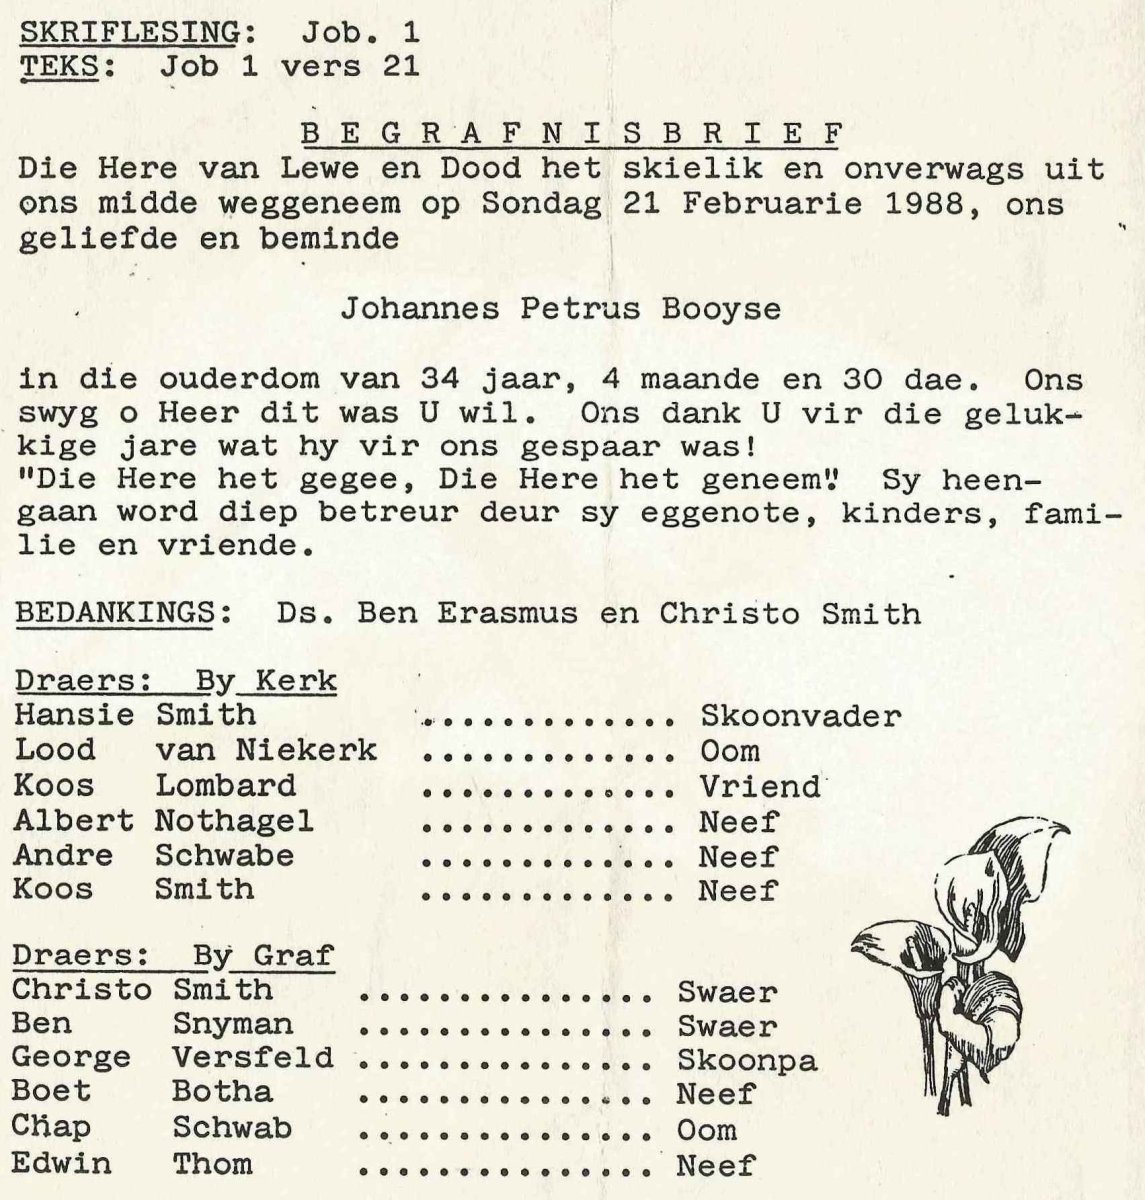 SKRIFLESING: Job. 1
TEKS: Job 1 vers 21
BEGRAFNISBRIEF
Die Here van Lewe en Dood het skielik en onverwags uit
ons midde weggeneem op Sondag 21 Februarie 1988, ons
geliefde en beminde
Johannes Petrus Booyse
in die ouderdom van 34 jaar, 4 maande en 30 dae. Ons
swyg o Heer dit was U wil. Ons dank U vir die geluk-
kige jare wat hy vir ons gespaar was!
"Die Here het gegee, Die Here het geneem". Sy heen-
gaan word diep betreur deur sy eggenote, kinders, fami-
lie en vriende.
BEDANKINGS: Ds. Ben Erasmus en Christo Smith
Draers: By Kerk
Hansie Smith ............. Skoonvader
Lood van Niekerk ............. Oom
Koos Lombard ............. Vriend
Albert Nothagel ............. Neef
Andre Schwabe ............. Neef
Koos Smith ............. Neef
Draers: By Graf
Christo Smith ............... Swaer
Ben Snyman ............... Swaer
George Versfeld ............... Skoonpa
Boet Botha ............... Neef
Chap Schwab ............... Oom
Edwin Thom ............... Neef